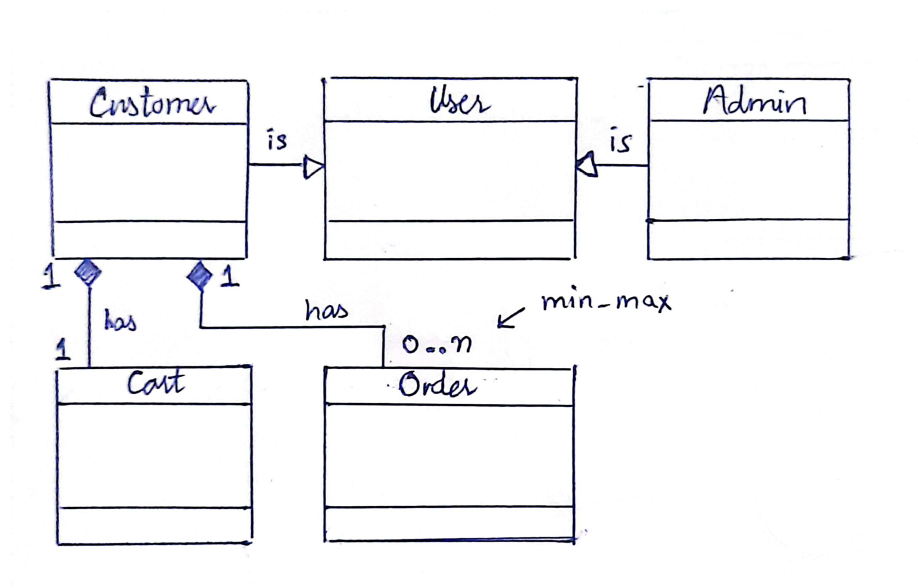 Customer
User
Admin
is
is
1
1
has
has
min_max
1
0..n
Cart
Order